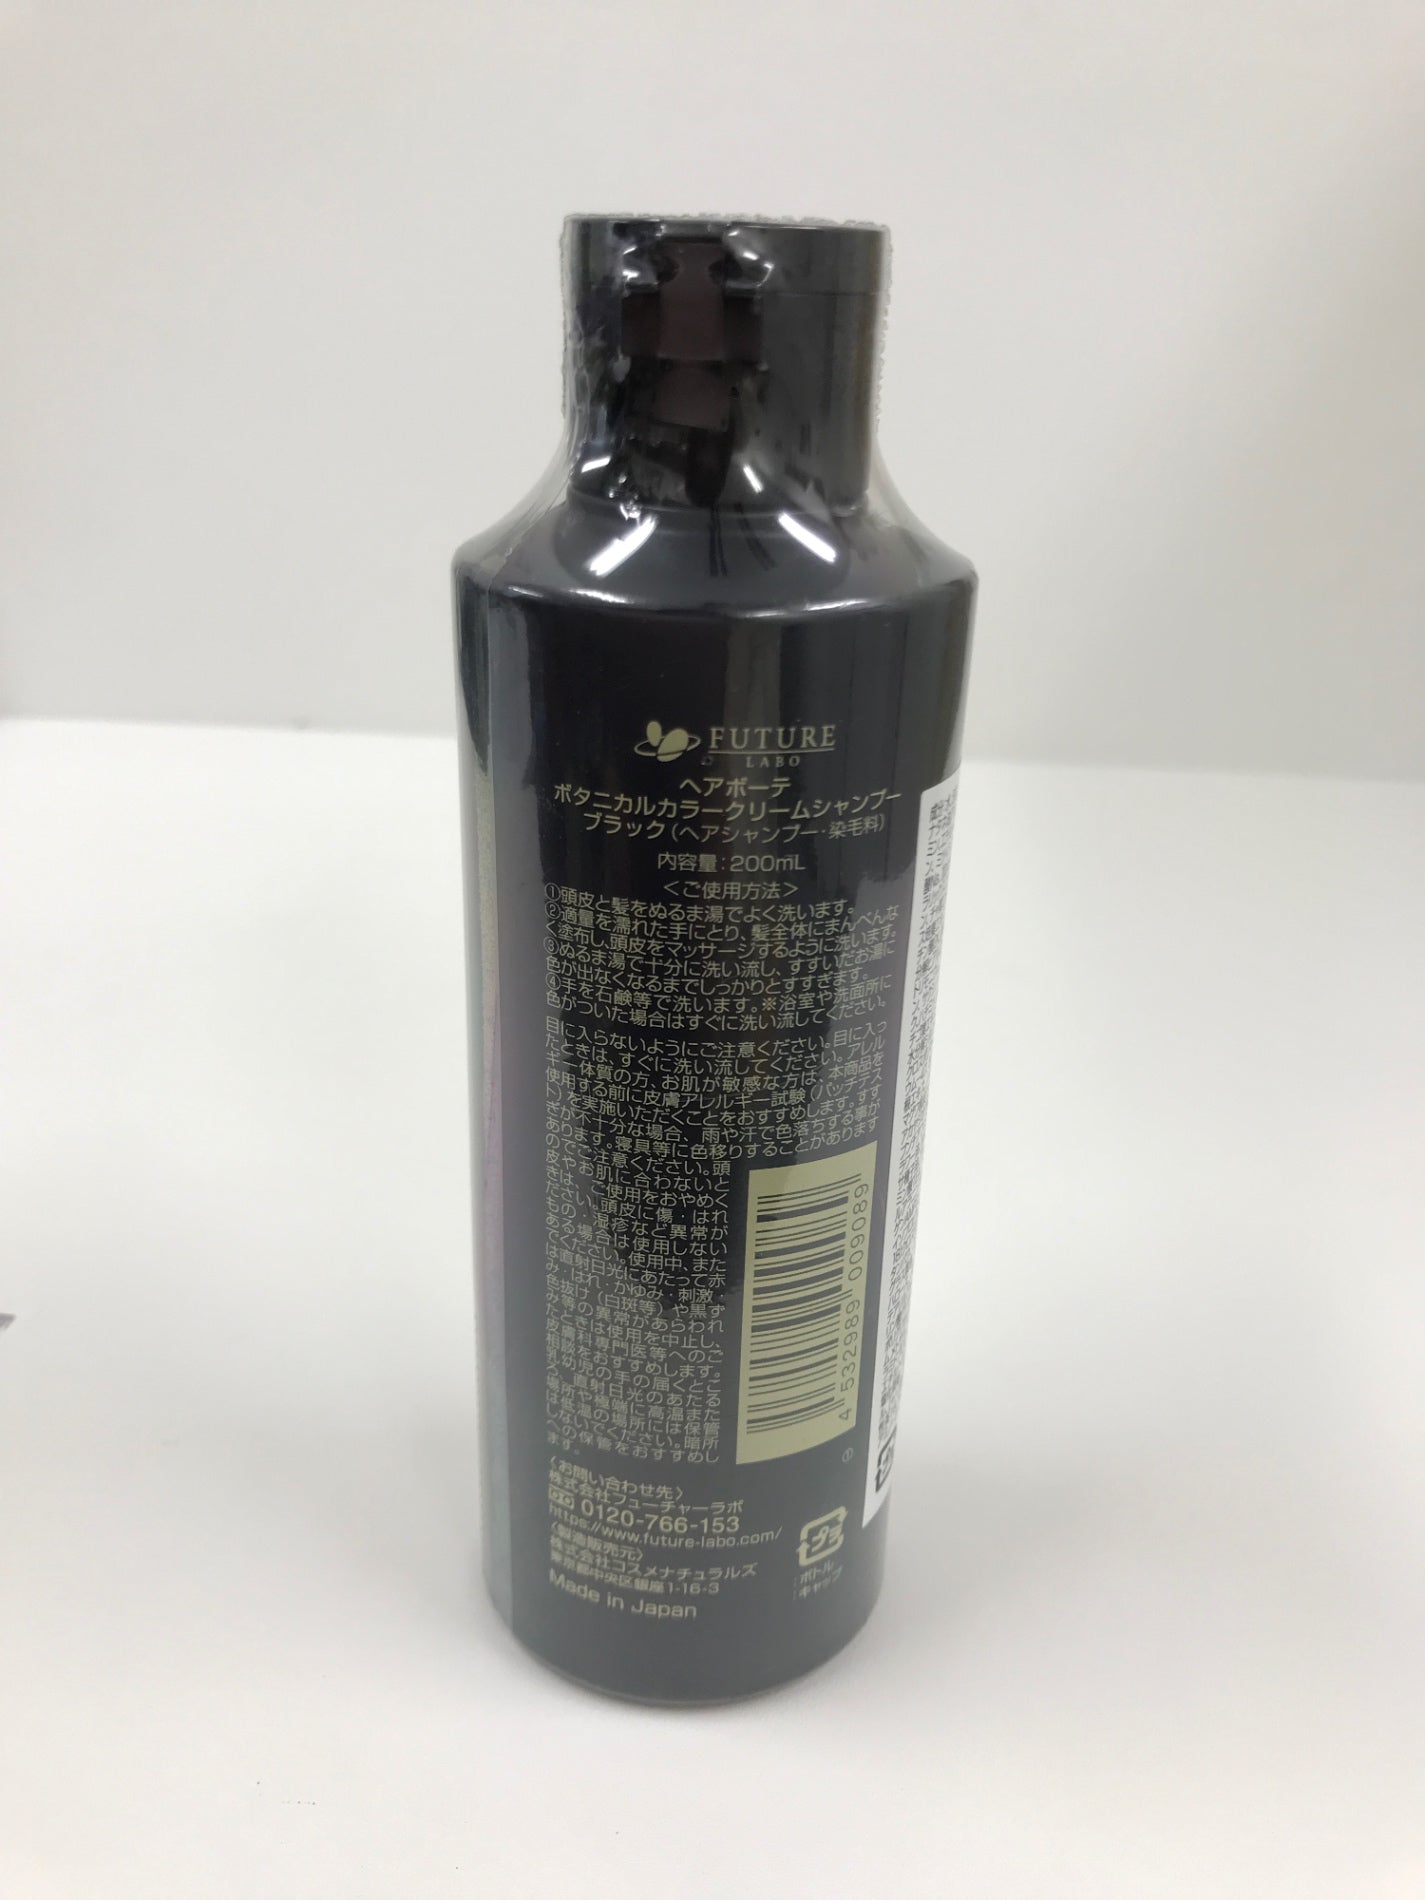 FUTURE
LABO
ヘアボーテ
ボタニカルカラークリームシャンプー
ブラック(ヘアシャンプー・染毛料)
内容量:200mL
<ご使用方法>
①頭皮と髪をぬるま湯でよく洗います。
②適量を濡れた手にとり、髪全体にまんべんな
く塗布し、頭皮をマッサージするように洗います。
③ぬるま湯で十分に洗い流し、すすいだお湯に
色が出なくなるまでしっかりとすすぎます。
④手を石鹸等で洗います。※浴室や洗面所に
色がついた場合はすぐに洗い流してください。
目に入らないようにご注意ください。目に入っ
たときは、すぐに洗い流してください。アレル
ギー体質の方、お肌が敏感な方は、本商品を
使用する前に皮膚アレルギー試験(パッチテス
ト)を実施いただくことをおすすめします。すす
ぎが不十分な場合、雨や汗で色落ちする事が
あります。寝具等に色移りすることがあります
のでご注意ください。頭
皮やお肌に合わないと
きは、ご使用をおやめく
ださい。頭皮に傷・はれ
もの・湿疹など異常が
ある場合は使用しない
でください。使用中、また
は直射日光にあたって赤
み・はれ・かゆみ・刺激・
色抜け(白斑等)や黒ず
み等の異常があらわれ
たときは使用を中止し、
皮膚科専門医等へのご
相談をおすすめします。
乳幼児の手の届くとこ
ろ、直射日光のあたる
場所や極端に高温また
は低温の場所には保管
しないでください。暗所
への保管をおすすめし
ます。
4 532989 009089
①
〈お問い合わせ先〉
株式会社フューチャーラボ
0120-766-153
https://www.future-labo.com/
〈製造販売元〉
株式会社コスメナチュラルズ
東京都中央区銀座1-16-3
Made in Japan
プラ
:ボトル
:キャップ